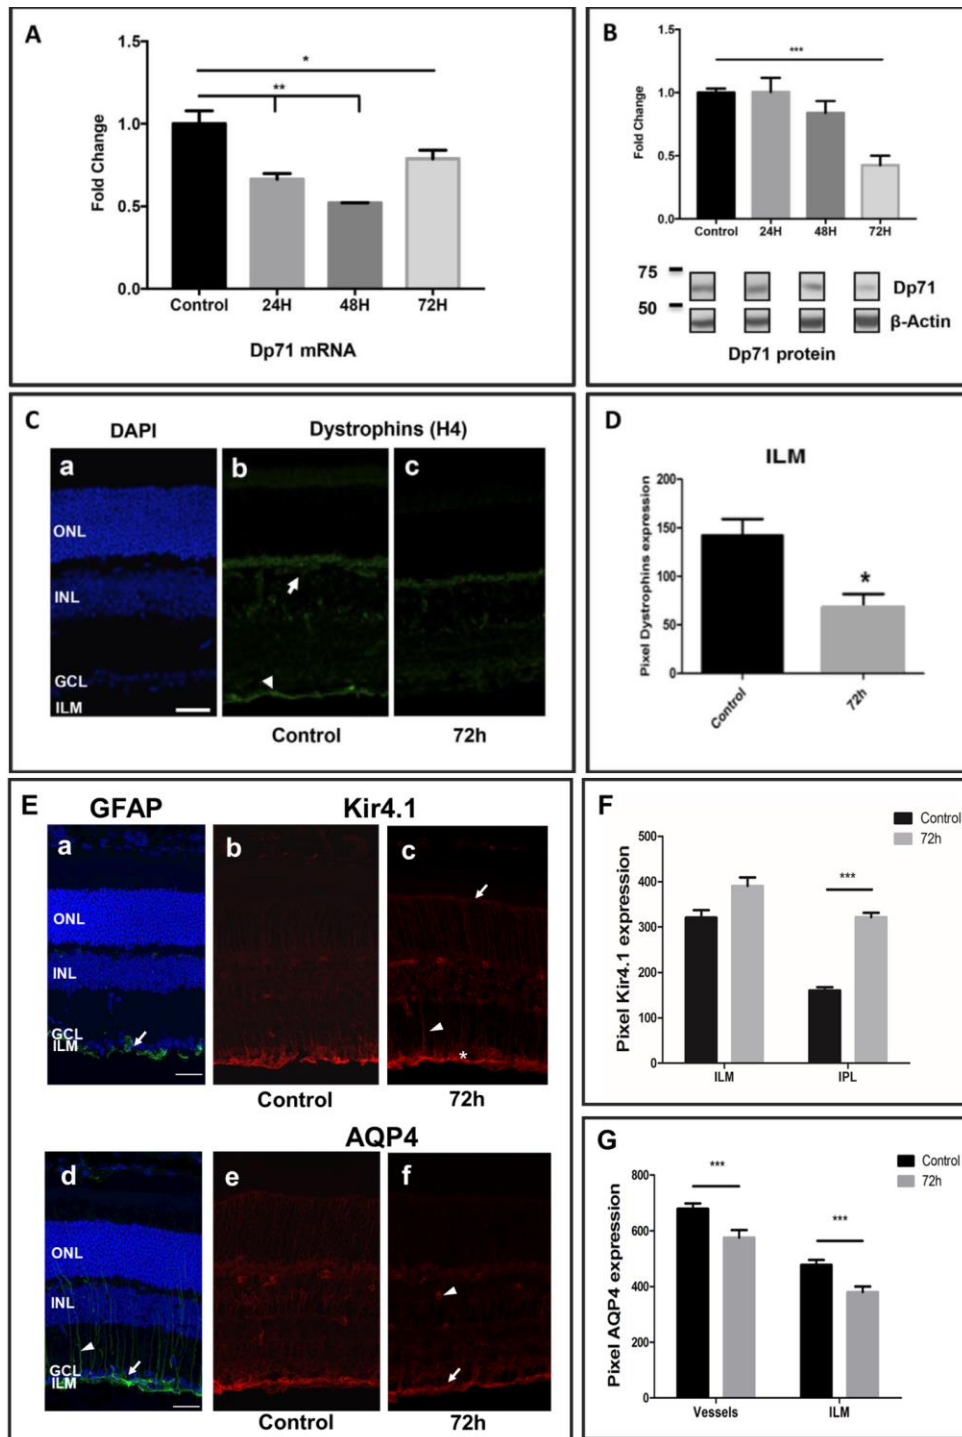 A
1.5
1.0
0.5
0.0
Fold Change
*
**
Control 24H 48H 72H
Dp71 mRNA
B
1.5
1.0
0.5
0.0
Fold Change
***
Control 24H 48H 72H
75
50
Dp71
β-Actin
Dp71 protein
C
DAPI Dystrophins (H4)
a b c
ONL
INL
GCL
ILM
Control 72h
D
ILM
200
150
100
50
0
Pixel Dystrophins expression
*
Control 72h
E
GFAP Kir4.1
a b c
ONL
INL
GCL
ILM
*
Control 72h
AQP4
d e f
ONL
INL
GCL
ILM
Control 72h
F
Control
72h
500
400
300
200
100
0
Pixel Kir4.1 expression
***
ILM IPL
G
Control
72h
800
600
400
200
0
Pixel AQP4 expression
***
***
Vessels ILM